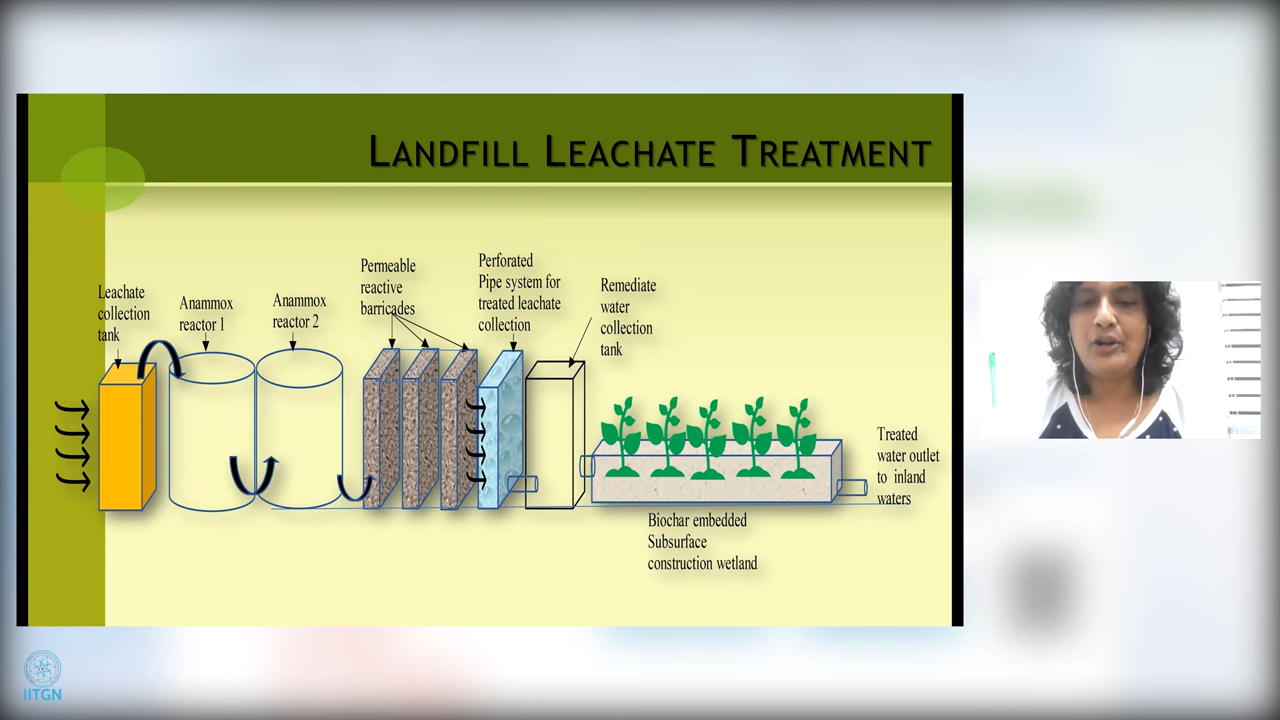 LANDFILL LEACHATE TREATMENT
Leachate
collection
tank
Anammox
reactor 1
Anammox
reactor 2
Permeable
reactive
barricades
Perforated
Pipe system for
treated leachate
collection
Remediate
water
collection
tank
Biochar embedded
Subsurface
construction wetland
Treated
water outlet
to inland
waters
IITGN